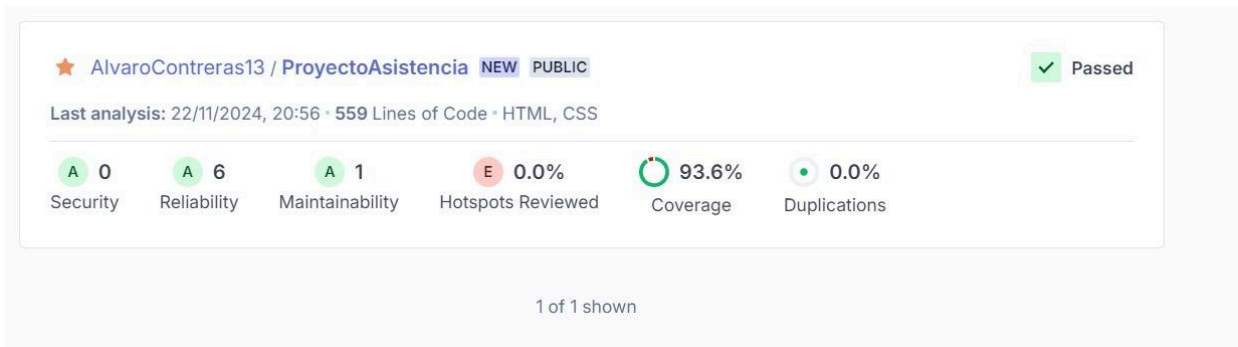 AlvaroContreras13 / ProyectoAsistencia NEW PUBLIC
Passed
Last analysis: 22/11/2024, 20:56 • 559 Lines of Code • HTML, CSS
A 0
Security
A 6
Reliability
A 1
Maintainability
E 0.0%
Hotspots Reviewed
93.6%
Coverage
0.0%
Duplications
1 of 1 shown